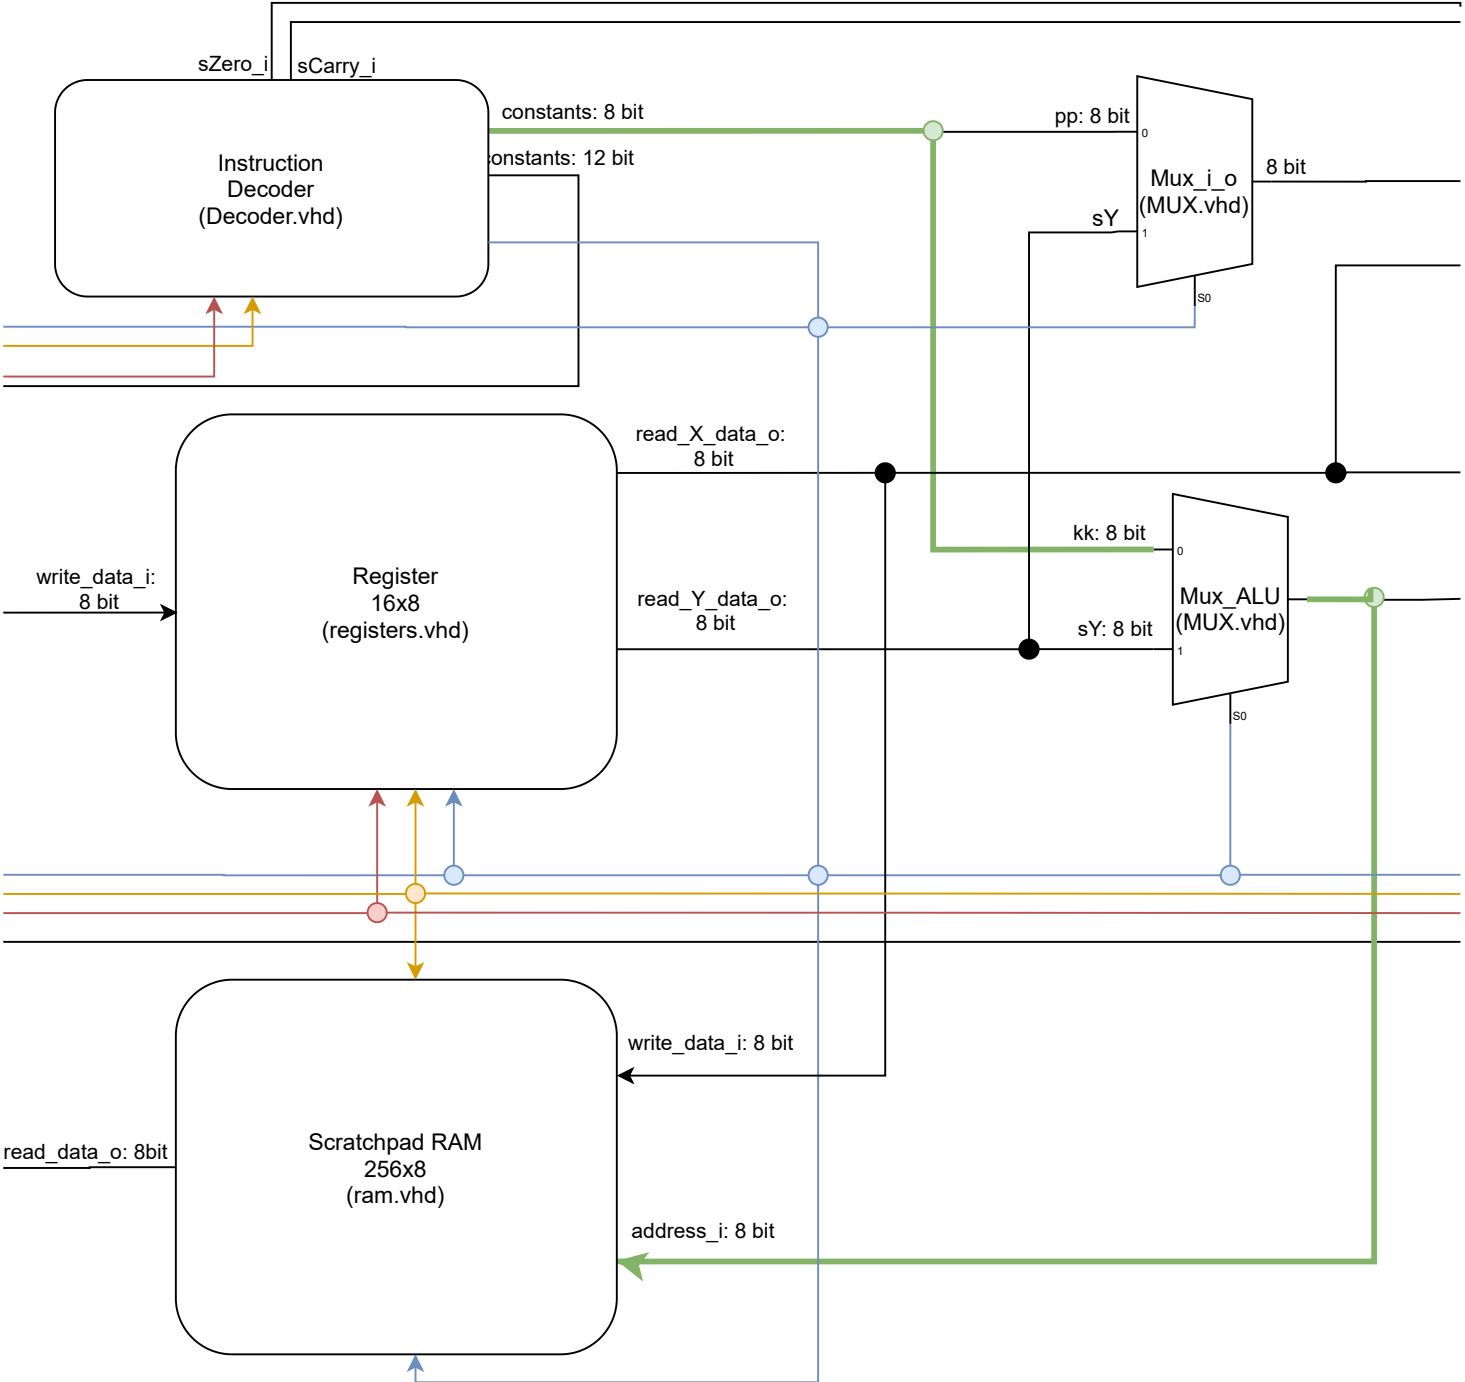 sZero_i
sCarry_i
constants: 8 bit
constants: 12 bit
Instruction
Decoder
(Decoder.vhd)
pp: 8 bit
0
Mux_i_o
(MUX.vhd)
8 bit
sY
1
S0
read_X_data_o:
8 bit
write_data_i:
8 bit
Register
16x8
(registers.vhd)
read_Y_data_o:
8 bit
kk: 8 bit
0
Mux_ALU
(MUX.vhd)
sY: 8 bit
1
S0
write_data_i: 8 bit
read_data_o: 8bit
Scratchpad RAM
256x8
(ram.vhd)
address_i: 8 bit